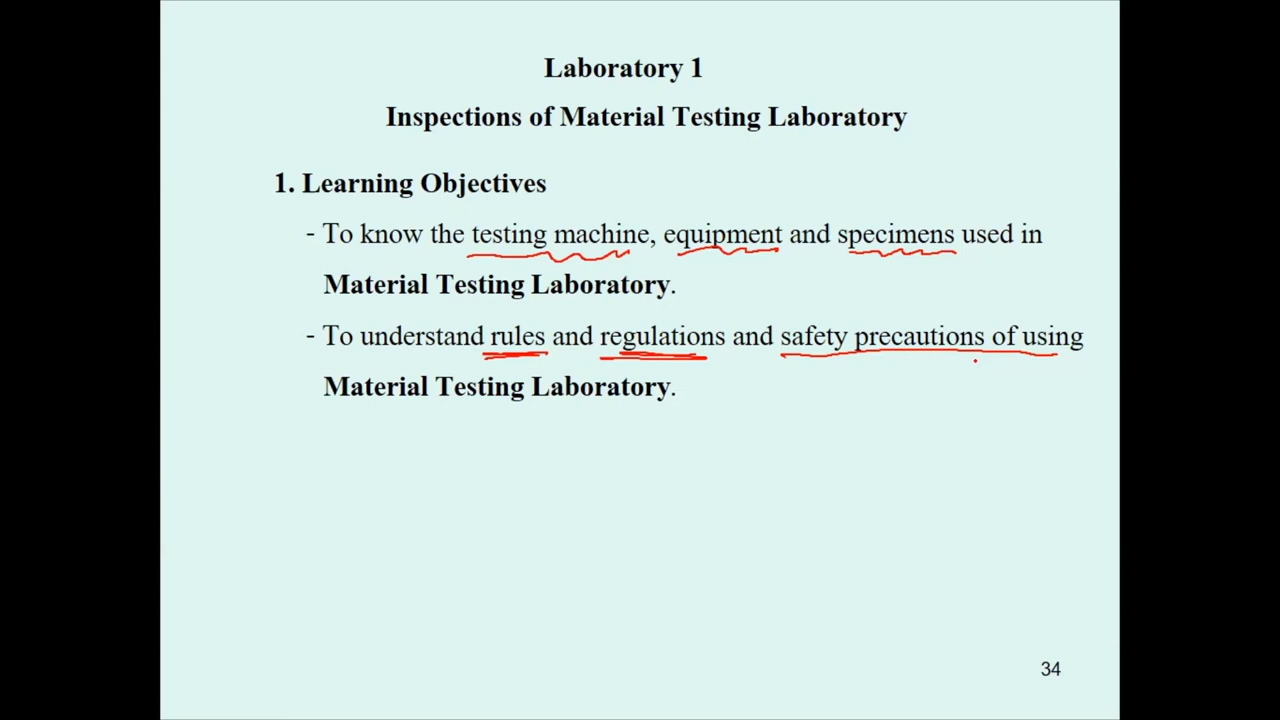 Laboratory 1
Inspections of Material Testing Laboratory
1. Learning Objectives
- To know the testing machine, equipment and specimens used in
Material Testing Laboratory.
- To understand rules and regulations and safety precautions of using
Material Testing Laboratory.
34